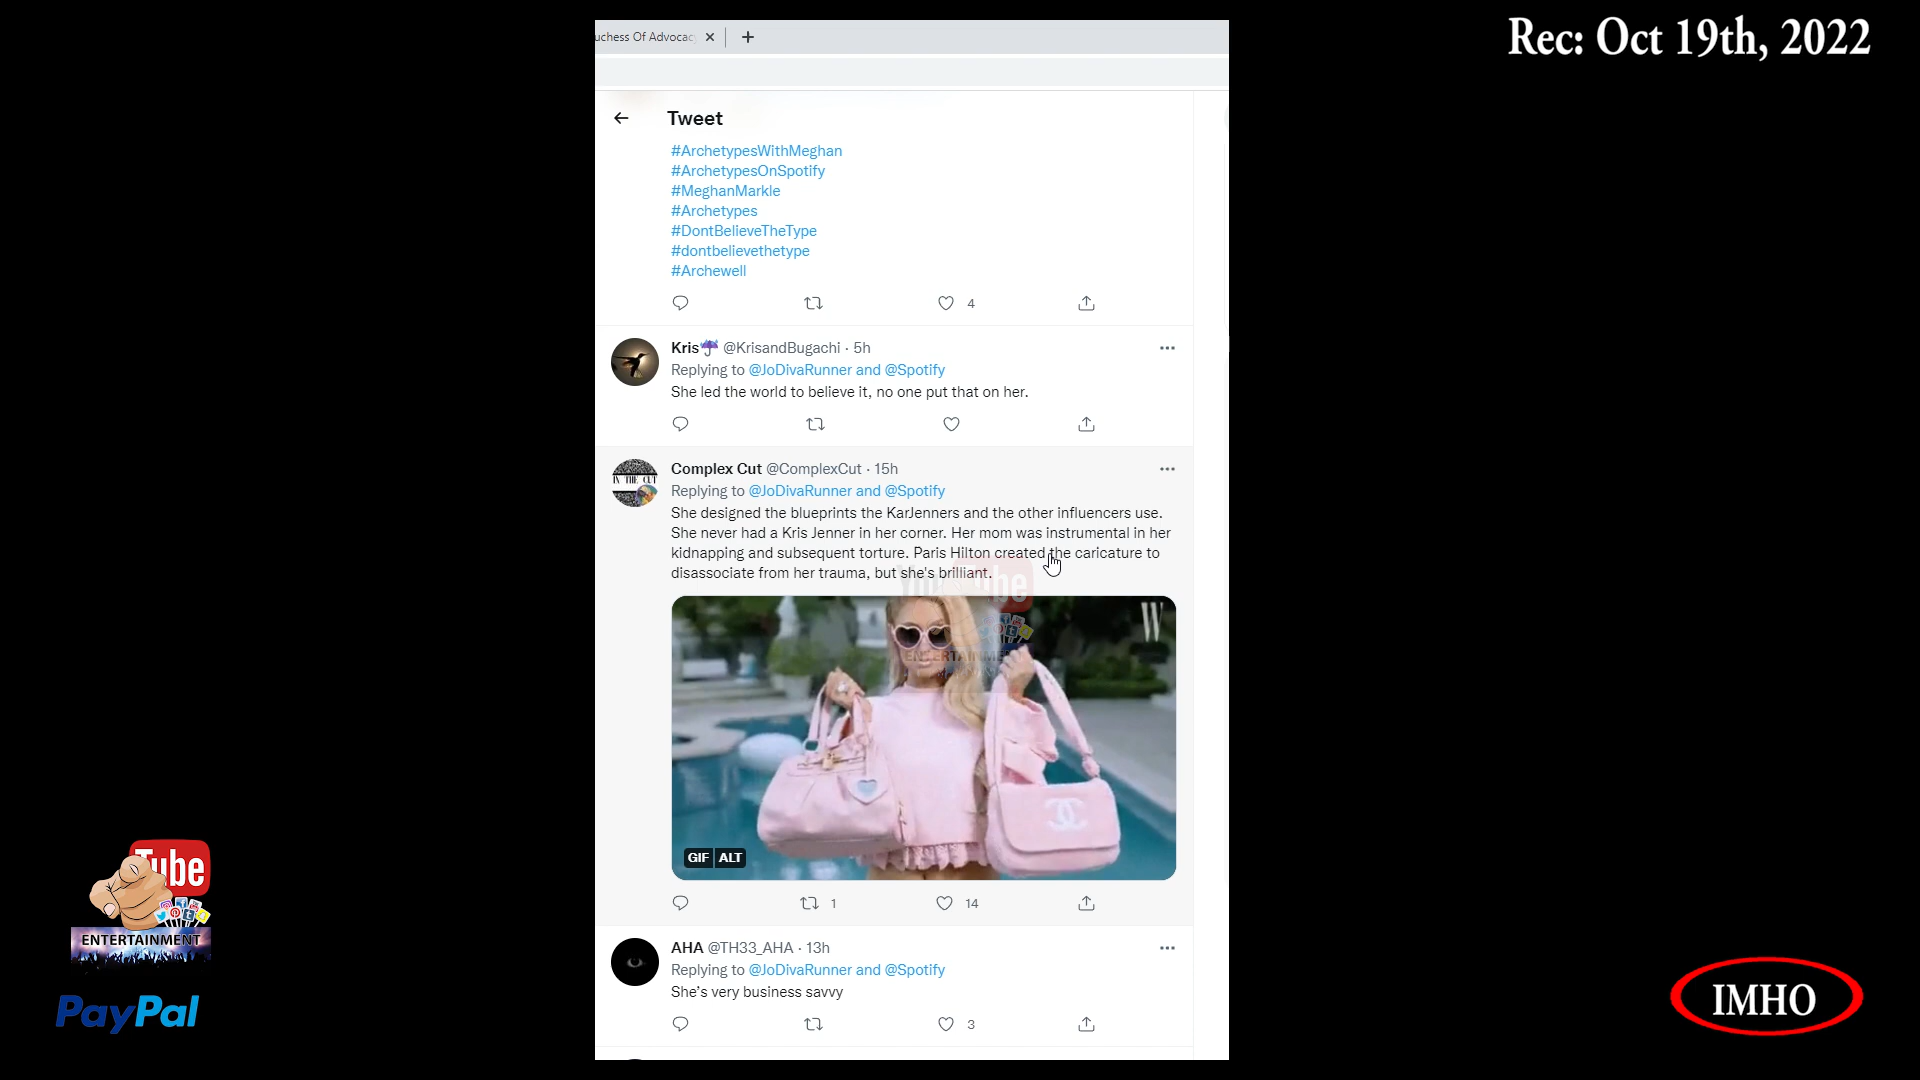 Rec: Oct 19th, 2022
uchess Of Advocac
Tweet
#ArchetypesWithMeghan
#ArchetypesOnSpotify
#MeghanMarkle
#Archetypes
#DontBelieveTheType
#dontbelievethetype
#Archewell
4
Kris @KrisandBugachi · 5h
Replying to @JoDivaRunner and @Spotify
She led the world to believe it, no one put that on her.
Complex Cut @ComplexCut · 15h
Replying to @JoDivaRunner and @Spotify
She designed the blueprints the KarJenners and the other influencers use.
She never had a Kris Jenner in her corner. Her mom was instrumental in her
kidnapping and subsequent torture. Paris Hilton created the caricature to
disassociate from her trauma, but she's brilliant.
IN THE CUT
W
GIF ALT
1 14
AHA @TH33_AHA · 13h
Replying to @JoDivaRunner and @Spotify
She's very business savvy
3
Tube
ENTERTAINMENT
PayPal
IMHO